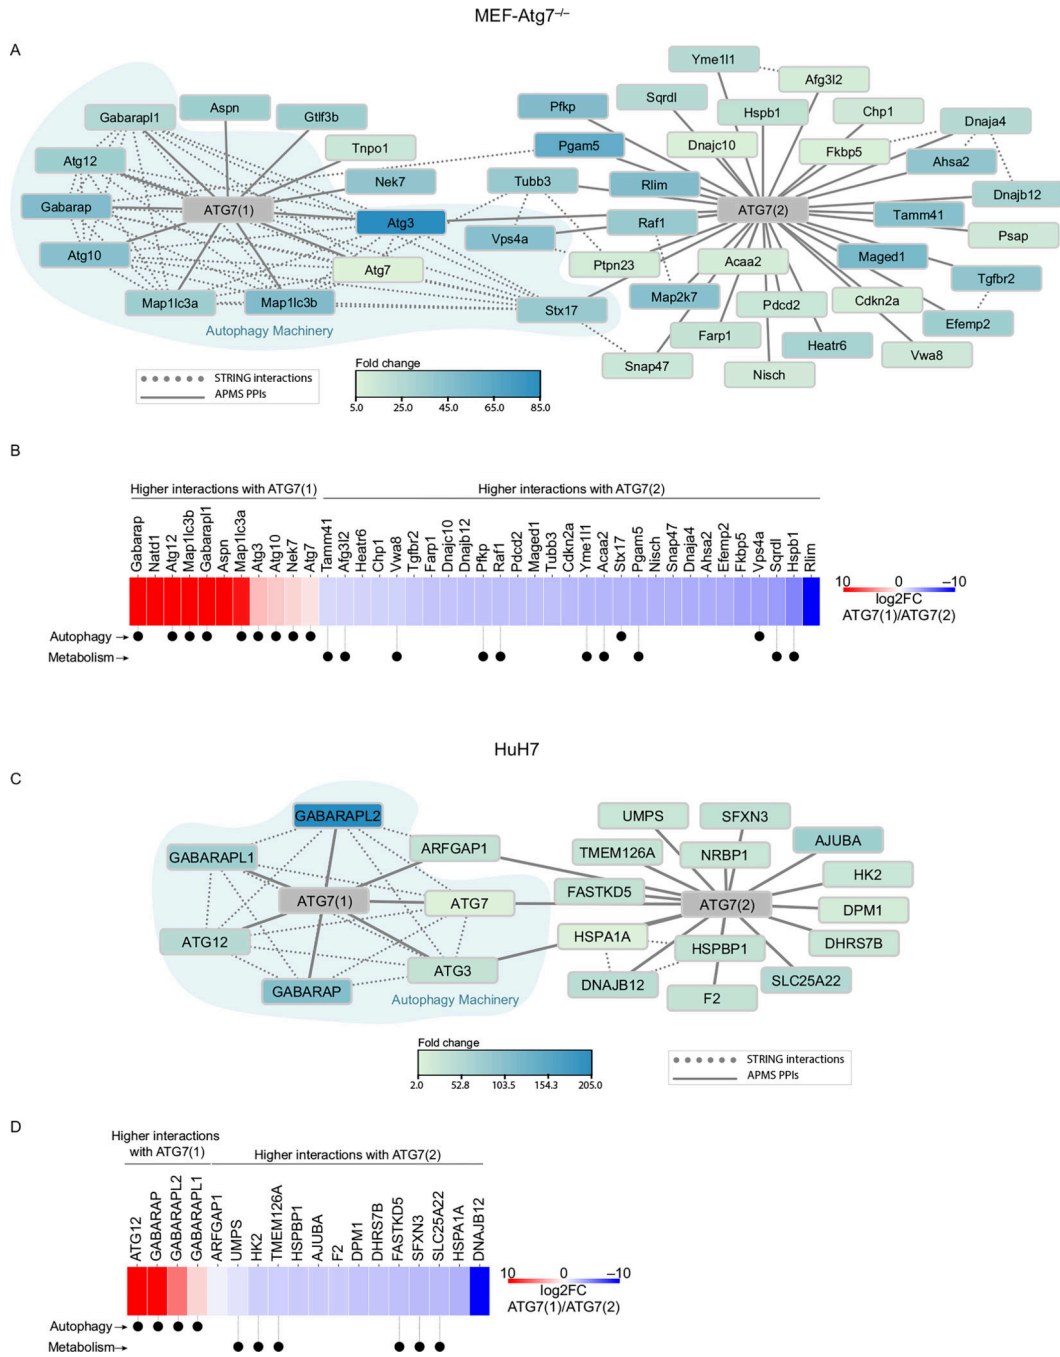 MEF-Atg7–/–
A
Yme1l1
Afg3l2
Gabarapl1
Aspn
Gtlf3b
Pfkp
Sqrdl
Hspb1
Chp1
Dnaja4
Atg12
Tnpo1
Pgam5
Dnajc10
Fkbp5
Ahsa2
Nek7
Tubb3
Rlim
Dnajb12
Gabarap
ATG7(1)
Atg3
Raf1
ATG7(2)
Tamm41
Psap
Atg10
Atg7
Vps4a
Ptpn23
Acaa2
Maged1
Tgfbr2
Map1lc3a
Map1lc3b
Stx17
Map2k7
Pdcd2
Cdkn2a
Efemp2
Autophagy Machinery
Farp1
Heatr6
Vwa8
Snap47
Nisch
STRING interactions
APMS PPIs
Fold change
5.0 25.0 45.0 65.0 85.0
B
Higher interactions with ATG7(1)
Higher interactions with ATG7(2)
Gabarap
Natd1
Atg12
Map1lc3b
Gabarapl1
Aspn
Map1lc3a
Atg3
Atg10
Nek7
Atg7
Tamm41
Afg3l2
Heatr6
Chp1
Vwa8
Tgfbr2
Farp1
Dnajc10
Dnajb12
Pfkp
Raf1
Pdcd2
Maged1
Tubb3
Cdkn2a
Yme1l1
Acaa2
Stx17
Pgam5
Nisch
Snap47
Dnaja4
Ahsa2
Efemp2
Fkbp5
Vps4a
Sqrdl
Hspb1
Rlim
10 0 –10
log2FC
ATG7(1)/ATG7(2)
Autophagy
Metabolism
HuH7
C
GABARAPL2
UMPS
SFXN3
AJUBA
GABARAPL1
ARFGAP1
TMEM126A
NRBP1
HK2
ATG7(1)
ATG7
FASTKD5
ATG7(2)
DPM1
ATG12
HSPA1A
HSPBP1
DHRS7B
ATG3
GABARAP
DNAJB12
F2
SLC25A22
Autophagy Machinery
Fold change
2.0 52.8 103.5 154.3 205.0
STRING interactions
APMS PPIs
D
Higher interactions
with ATG7(1)
Higher interactions with ATG7(2)
ATG12
GABARAP
GABARAPL2
GABARAPL1
ARFGAP1
UMPS
HK2
TMEM126A
HSPBP1
AJUBA
F2
DPM1
DHRS7B
FASTKD5
SFXN3
SLC25A22
HSPA1A
DNAJB12
10 0 –10
log2FC
ATG7(1)/ATG7(2)
Autophagy
Metabolism